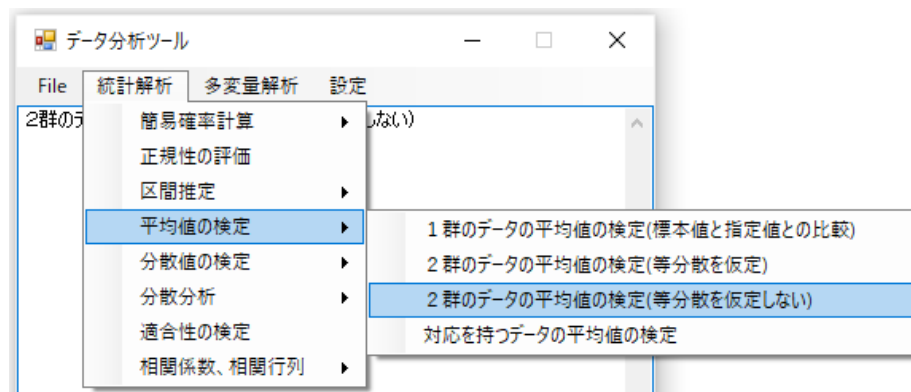 データ分析ツール
File 統計解析 多変量解析 設定
2群のデ
しない)
簡易確率計算
正規性の評価
区間推定
平均値の検定
分散値の検定
分散分析
適合性の検定
相関係数、相関行列
1群のデータの平均値の検定(標本値と指定値との比較)
2群のデータの平均値の検定(等分散を仮定)
2群のデータの平均値の検定(等分散を仮定しない)
対応を持つデータの平均値の検定